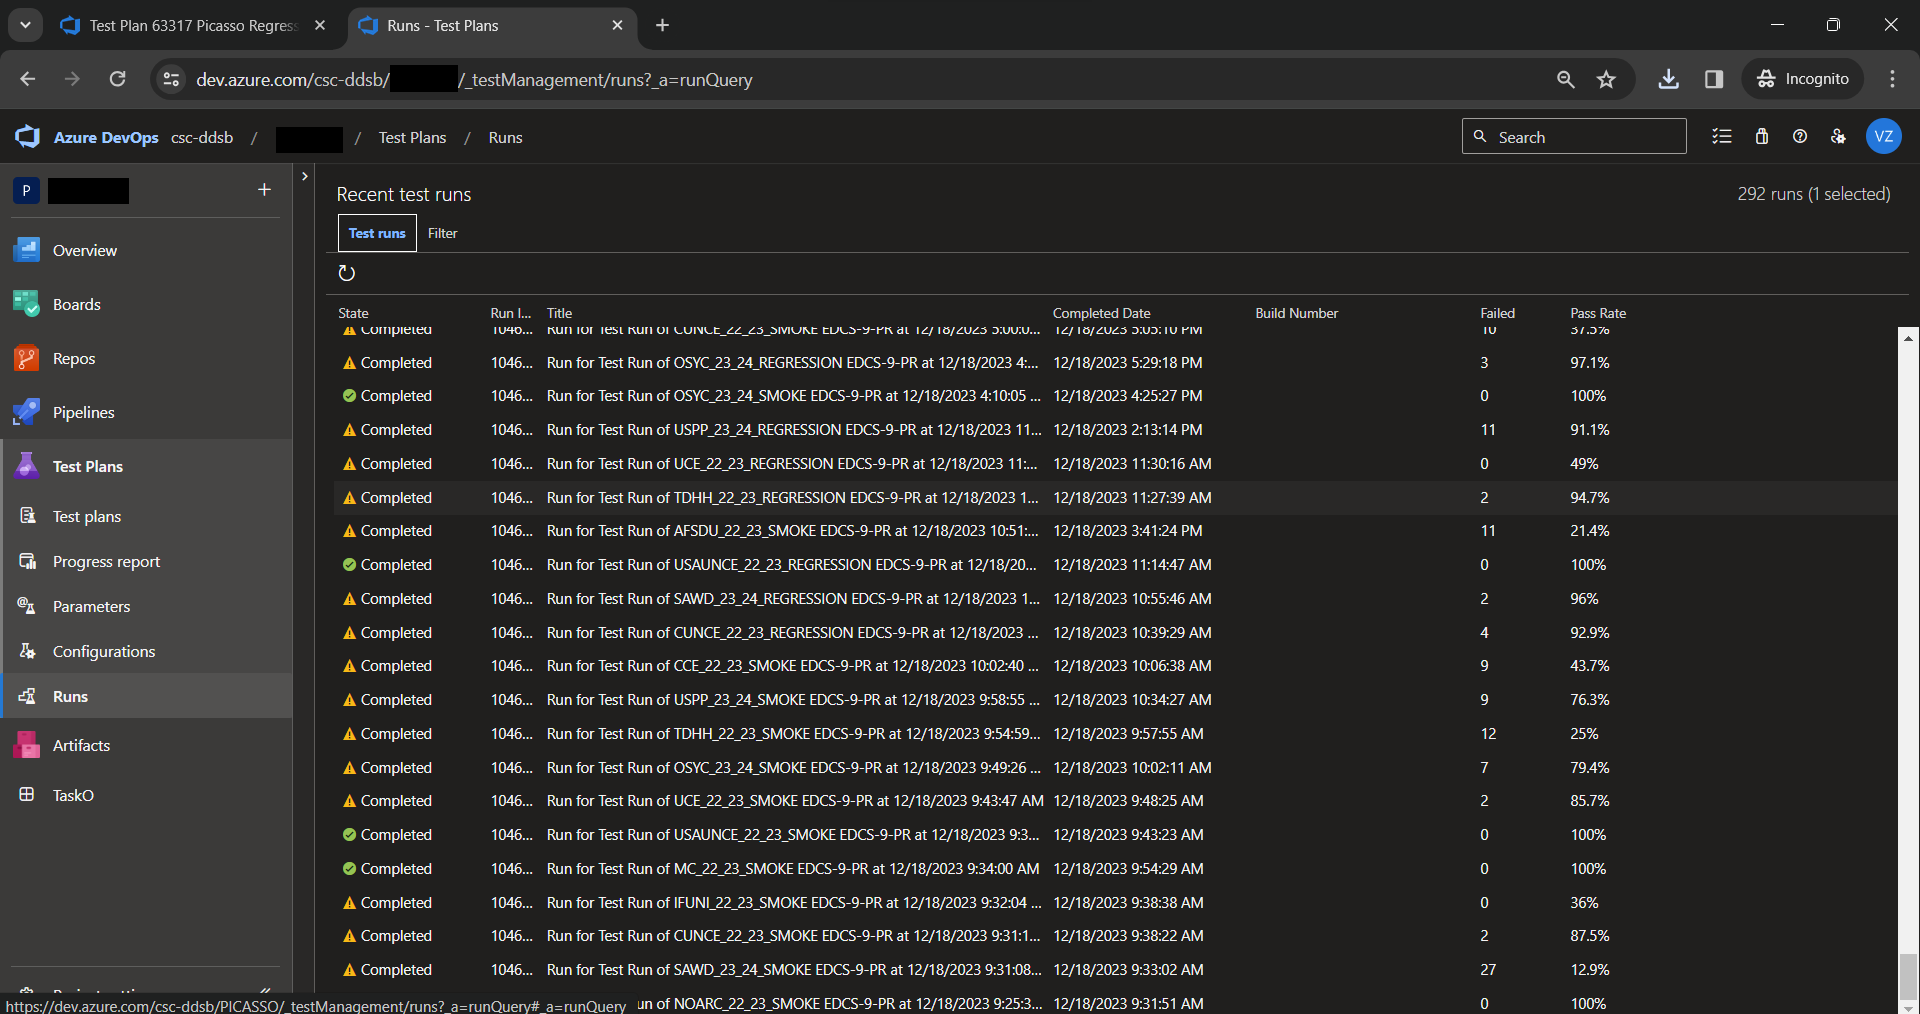 Test Plan 63317 Picasso Regress
Runs - Test Plans
dev.azure.com/csc-ddsb/ /_testManagement/runs?_a=runQuery
Incognito
Azure DevOps csc-ddsb / / Test Plans / Runs
Search
VZ
P
Overview
Boards
Repos
Pipelines
Test Plans
Test plans
Progress report
Parameters
Configurations
Runs
Artifacts
TaskO
https://dev.azure.com/csc-ddsb/PICASSO/_testManagement/runs?_a=runQuery#_a=runQuery
Recent test runs
292 runs (1 selected)
Test runs Filter
State Run I... Title Completed Date Build Number Failed Pass Rate
Completed 1046... Run for Test Run of CUNCE_22_23_SMOKE EDCS-9-PR at 12/18/2023 5:00:0... 12/18/2023 5:05:10 PM 10 37.5%
Completed 1046... Run for Test Run of OSYC_23_24_REGRESSION EDCS-9-PR at 12/18/2023 4:... 12/18/2023 5:29:18 PM 3 97.1%
Completed 1046... Run for Test Run of OSYC_23_24_SMOKE EDCS-9-PR at 12/18/2023 4:10:05 ... 12/18/2023 4:25:27 PM 0 100%
Completed 1046... Run for Test Run of USPP_23_24_REGRESSION EDCS-9-PR at 12/18/2023 11... 12/18/2023 2:13:14 PM 11 91.1%
Completed 1046... Run for Test Run of UCE_22_23_REGRESSION EDCS-9-PR at 12/18/2023 11:... 12/18/2023 11:30:16 AM 0 49%
Completed 1046... Run for Test Run of TDHH_22_23_REGRESSION EDCS-9-PR at 12/18/2023 1... 12/18/2023 11:27:39 AM 2 94.7%
Completed 1046... Run for Test Run of AFSDU_22_23_SMOKE EDCS-9-PR at 12/18/2023 10:51:... 12/18/2023 3:41:24 PM 11 21.4%
Completed 1046... Run for Test Run of USAUNCE_22_23_REGRESSION EDCS-9-PR at 12/18/20... 12/18/2023 11:14:47 AM 0 100%
Completed 1046... Run for Test Run of SAWD_23_24_REGRESSION EDCS-9-PR at 12/18/2023 1... 12/18/2023 10:55:46 AM 2 96%
Completed 1046... Run for Test Run of CUNCE_22_23_REGRESSION EDCS-9-PR at 12/18/2023 ... 12/18/2023 10:39:29 AM 4 92.9%
Completed 1046... Run for Test Run of CCE_22_23_SMOKE EDCS-9-PR at 12/18/2023 10:02:40 ... 12/18/2023 10:06:38 AM 9 43.7%
Completed 1046... Run for Test Run of USPP_23_24_SMOKE EDCS-9-PR at 12/18/2023 9:58:55 ... 12/18/2023 10:34:27 AM 9 76.3%
Completed 1046... Run for Test Run of TDHH_22_23_SMOKE EDCS-9-PR at 12/18/2023 9:54:59... 12/18/2023 9:57:55 AM 12 25%
Completed 1046... Run for Test Run of OSYC_23_24_SMOKE EDCS-9-PR at 12/18/2023 9:49:26 ... 12/18/2023 10:02:11 AM 7 79.4%
Completed 1046... Run for Test Run of UCE_22_23_SMOKE EDCS-9-PR at 12/18/2023 9:43:47 AM 12/18/2023 9:48:25 AM 2 85.7%
Completed 1046... Run for Test Run of USAUNCE_22_23_SMOKE EDCS-9-PR at 12/18/2023 9:3... 12/18/2023 9:43:23 AM 0 100%
Completed 1046... Run for Test Run of MC_22_23_SMOKE EDCS-9-PR at 12/18/2023 9:34:00 AM 12/18/2023 9:54:29 AM 0 100%
Completed 1046... Run for Test Run of IFUNI_22_23_SMOKE EDCS-9-PR at 12/18/2023 9:32:04 ... 12/18/2023 9:38:38 AM 0 36%
Completed 1046... Run for Test Run of CUNCE_22_23_SMOKE EDCS-9-PR at 12/18/2023 9:31:1... 12/18/2023 9:38:22 AM 2 87.5%
Completed 1046... Run for Test Run of SAWD_23_24_SMOKE EDCS-9-PR at 12/18/2023 9:31:08... 12/18/2023 9:33:02 AM 27 12.9%
un of NOARC_22_23_SMOKE EDCS-9-PR at 12/18/2023 9:25:3... 12/18/2023 9:31:51 AM 0 100%